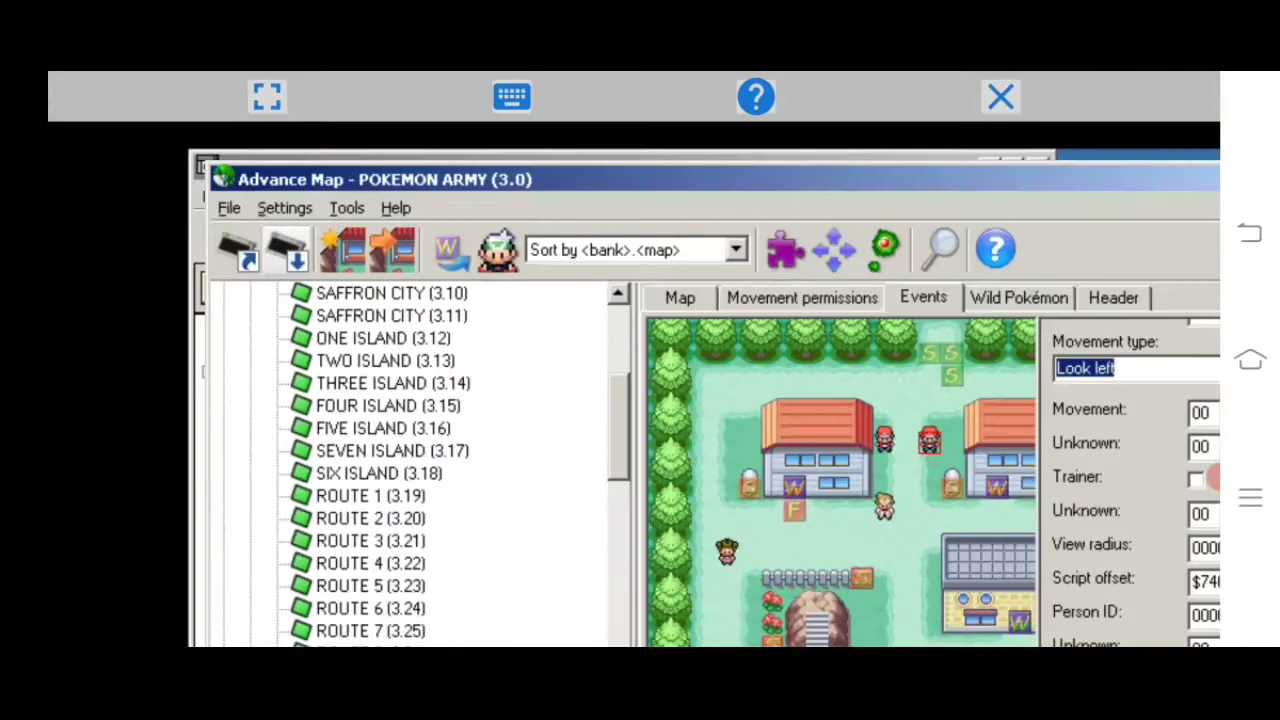 Advance Map - POKEMON ARMY (3.0)
File Settings Tools Help
W
Sort by <bank>.<map>
SAFFRON CITY (3.10)
SAFFRON CITY (3.11)
ONE ISLAND (3.12)
TWO ISLAND (3.13)
THREE ISLAND (3.14)
FOUR ISLAND (3.15)
FIVE ISLAND (3.16)
SEVEN ISLAND (3.17)
SIX ISLAND (3.18)
ROUTE 1 (3.19)
ROUTE 2 (3.20)
ROUTE 3 (3.21)
ROUTE 4 (3.22)
ROUTE 5 (3.23)
ROUTE 6 (3.24)
ROUTE 7 (3.25)
Map Movement permissions Events Wild Pokémon Header
S S
S
S W S W
F
S
W
Movement type:
Look left
Movement: 00
Unknown: 00
Trainer:
Unknown: 00
View radius: 000
Script offset: $74
Person ID: 000